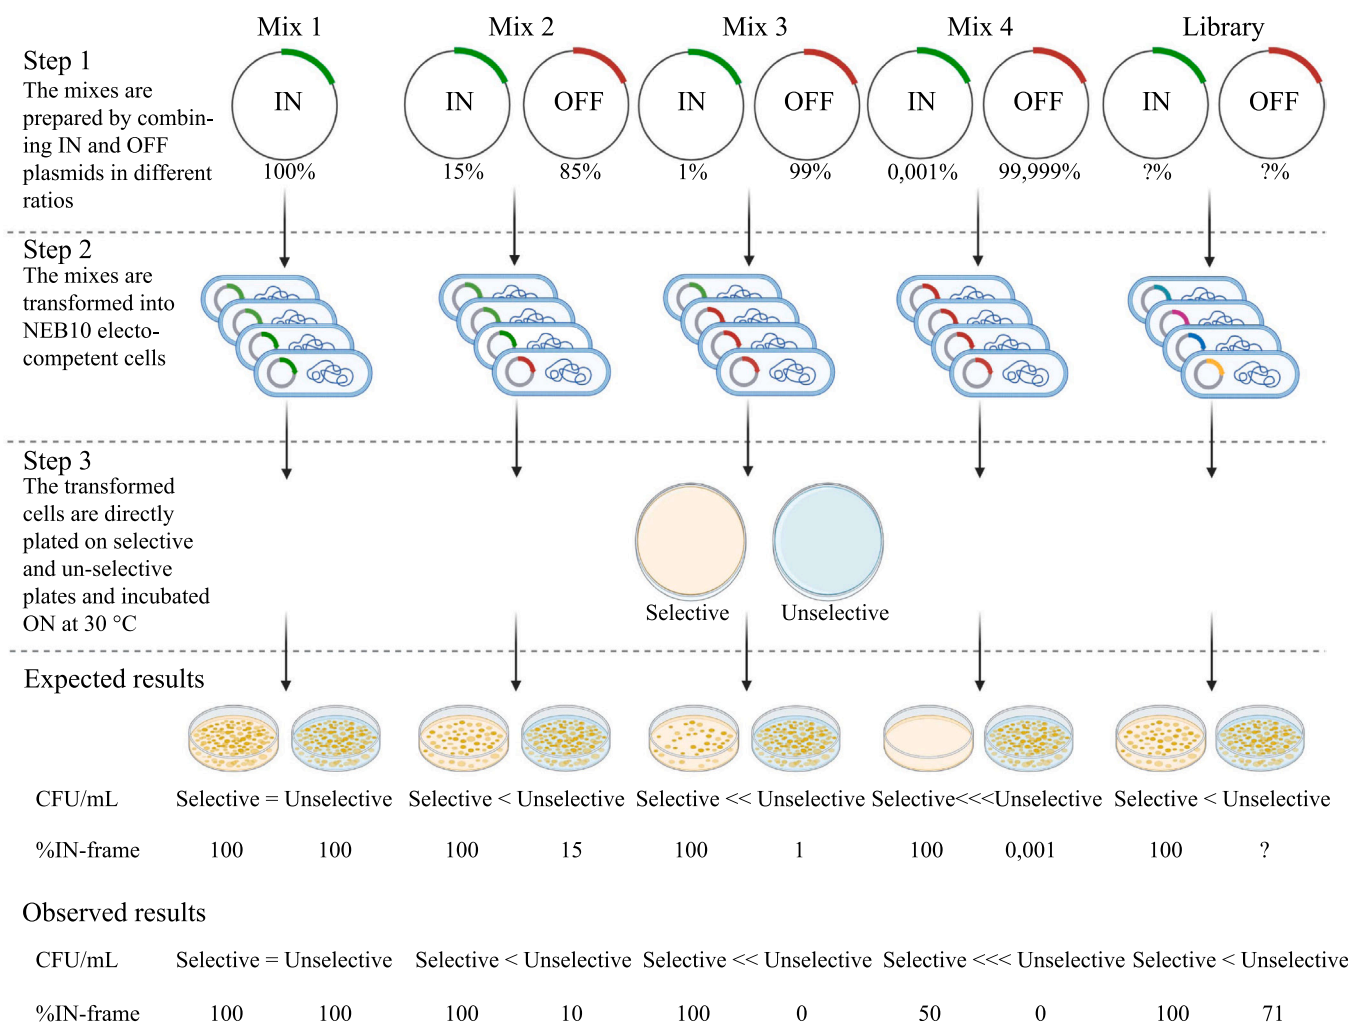 Mix 1 Mix 2 Mix 3 Mix 4 Library
Step 1
The mixes are
prepared by combin-
ing IN and OFF
plasmids in different
ratios
IN IN OFF IN OFF IN OFF IN OFF
100% 15% 85% 1% 99% 0,001% 99,999% ?% ?%
Step 2
The mixes are
transformed into
NEB10 electo-
competent cells
Step 3
The transformed
cells are directly
plated on selective
and un-selective
plates and incubated
ON at 30 °C
Selective Unselective
Expected results
CFU/mL Selective = Unselective Selective < Unselective Selective << Unselective Selective<<<Unselective Selective < Unselective
%IN-frame 100 100 100 15 100 1 100 0,001 100 ?
Observed results
CFU/mL Selective = Unselective Selective < Unselective Selective << Unselective Selective <<< Unselective Selective < Unselective
%IN-frame 100 100 100 10 100 0 50 0 100 71